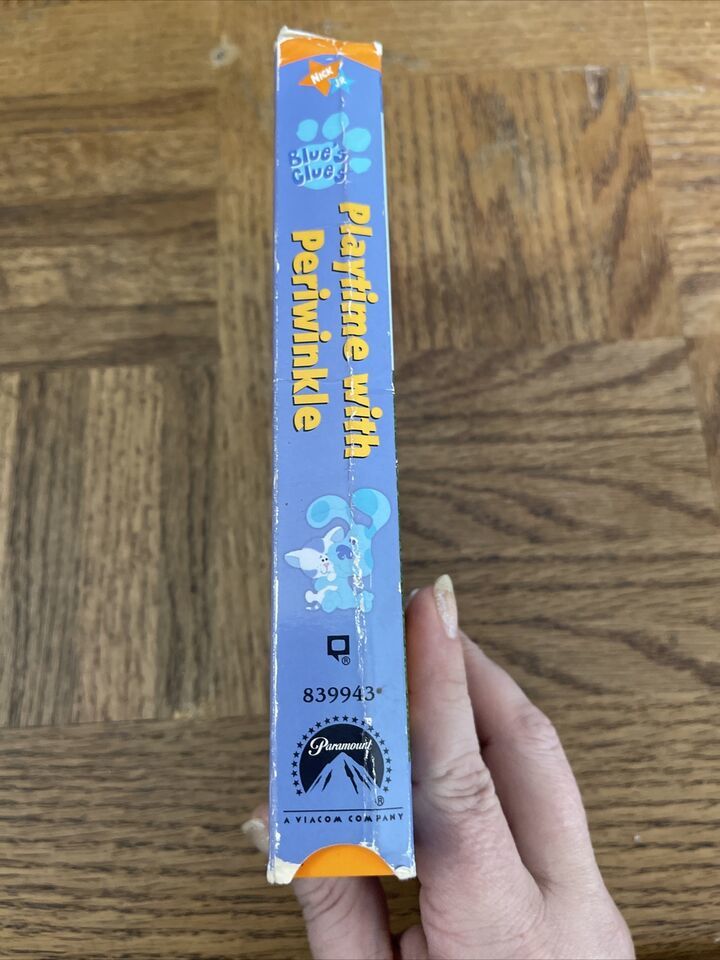 NICK
JR
Blue's
Clues
Playtime with
Periwinkle
®
839943
Paramount
®
A VIACOM COMPANY